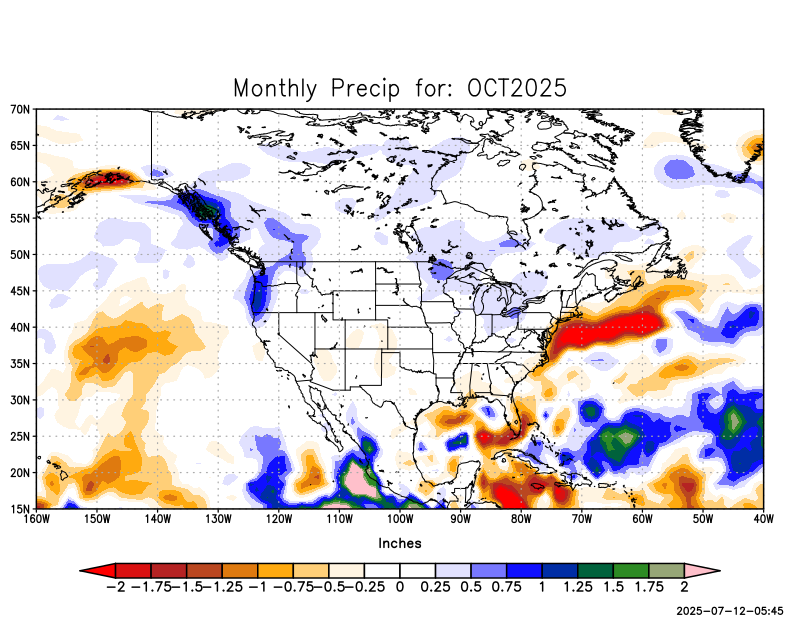 Monthly Precip for: OCT2025
70N
65N
60N
55N
50N
45N
40N
35N
30N
25N
20N
15N
160W 150W 140W 130W 120W 110W 100W 90W 80W 70W 60W 50W 40W
Inches
-2 -1.75 -1.5 -1.25 -1 -0.75 -0.5 -0.25 0 0.25 0.5 0.75 1 1.25 1.5 1.75 2
2025-07-12-05:45